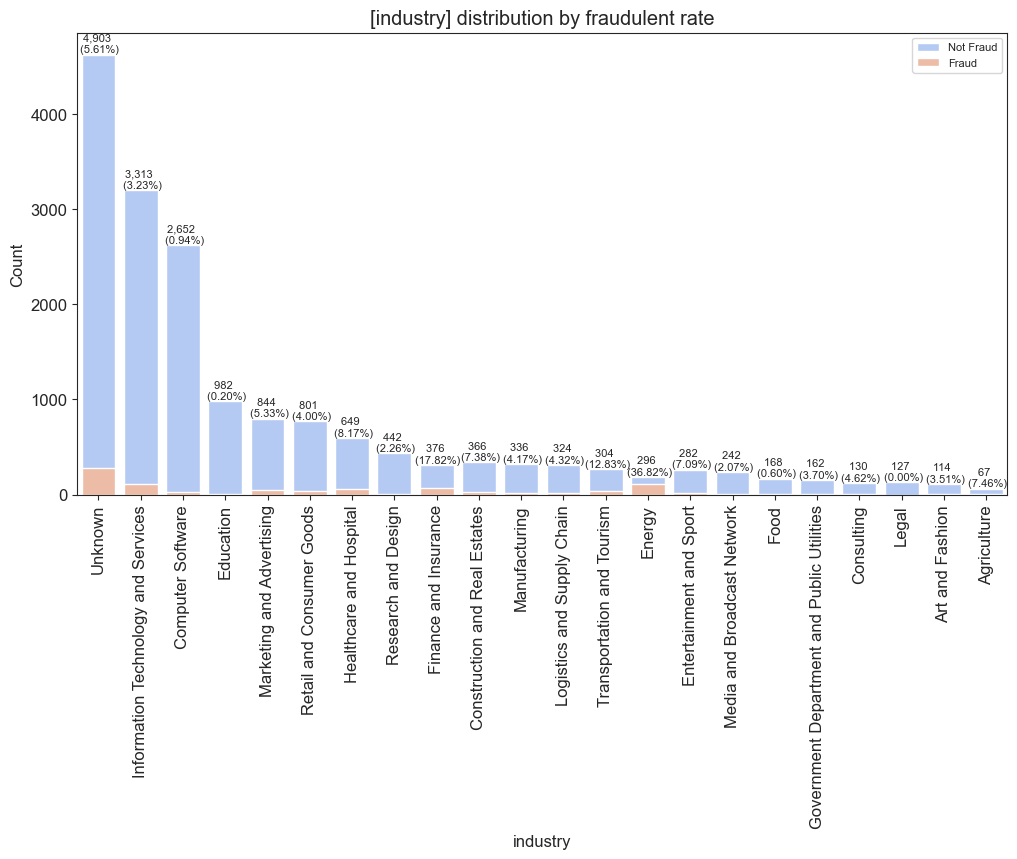 [industry] distribution by fraudulent rate
Count
4000
3000
2000
1000
0
Not Fraud
Fraud
4,903
(5.61%)
3,313
(3.23%)
2,652
(0.94%)
982
(0.20%)
844
(5.33%)
801
(4.00%)
649
(8.17%)
442
(2.26%)
376
(17.82%)
366
(7.38%)
336
(4.17%)
324
(4.32%)
304
(12.83%)
296
(36.82%)
282
(7.09%)
242
(2.07%)
168
(0.60%)
162
(3.70%)
130
(4.62%)
127
(0.00%)
114
(3.51%)
67
(7.46%)
Unknown
Information Technology and Services
Computer Software
Education
Marketing and Advertising
Retail and Consumer Goods
Healthcare and Hospital
Research and Design
Finance and Insurance
Construction and Real Estates
Manufacturing
Logistics and Supply Chain
Transportation and Tourism
Energy
Entertainment and Sport
Media and Broadcast Network
Food
Government Department and Public Utilities
Consulting
Legal
Art and Fashion
Agriculture
industry